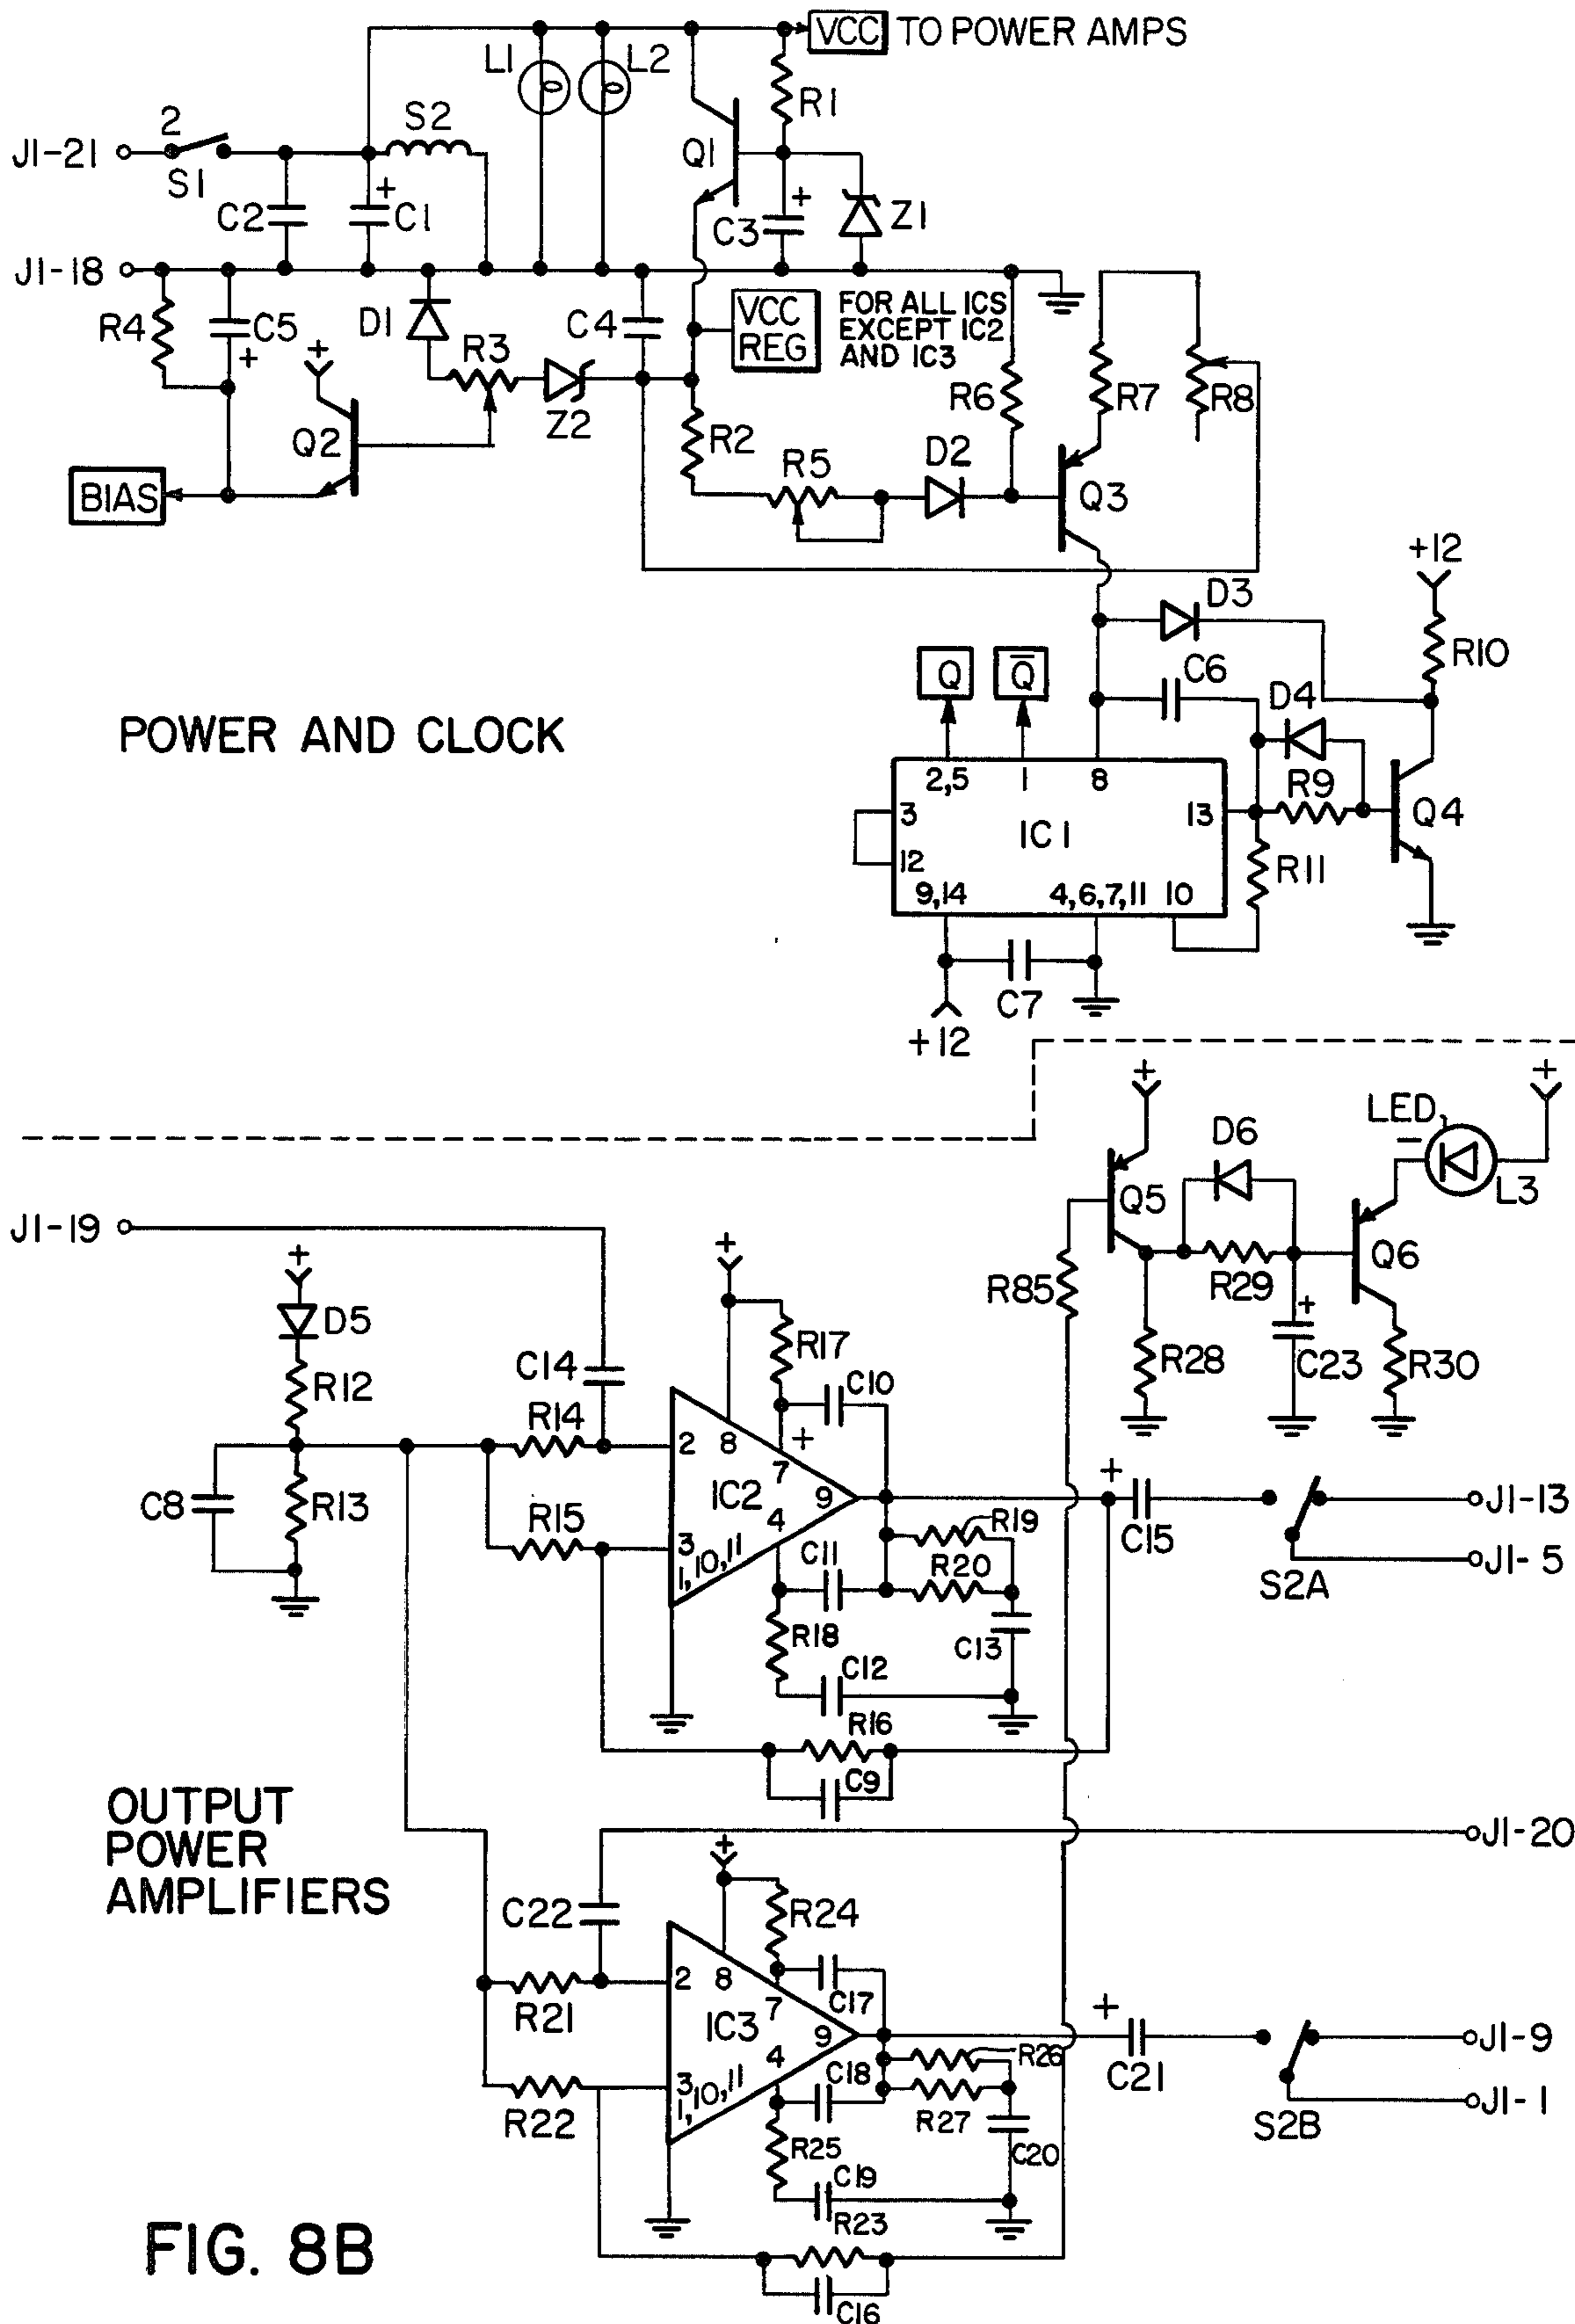 VCC TO POWER AMPS
L1 L2
R1
2
S2
J1-21
S1
Q1
C2
+
C1
C3
+
Z1
J1-18
R4
C5
+
D1
R3
C4
VCC
REG
FOR ALL ICS
EXCEPT IC2
AND IC3
+
Q2
Z2
R2
R6
R7
R8
BIAS
R5
D2
Q3
+12
D3
R10
Q
Q̅
C6
D4
POWER AND CLOCK
2,5 1 8
3
IC1
13
R9
Q4
12
9,14 4,6,7,11 10
R11
C7
+12
+
LED
+
-
D6
Q5
L3
J1-19
+
+
R85
R29
Q6
D5
R17
+
R28
C23
R30
C14
C10
R12
R14
2 8
+
7
IC2
9
+
C8
R13
R15
J1-13
4
R19
C15
3
1,10,11
C11
R20
J1-5
S2A
R18
C13
C12
R16
C9
OUTPUT
POWER
AMPLIFIERS
J1-20
+
C22
R24
2 8
C17
7
R21
IC3
9
+
J1-9
4
R26
3
1,10,11
C18
C21
R22
R27
J1-1
S2B
R25
C20
C19
R23
C16
FIG. 8B